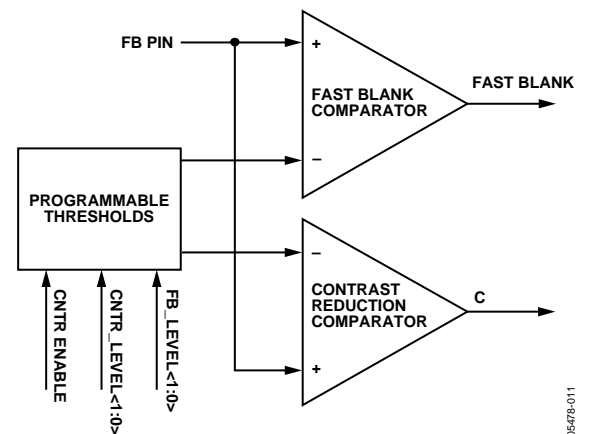 FB PIN
+
FAST BLANK
COMPARATOR
–
FAST BLANK
PROGRAMMABLE
THRESHOLDS
–
CONTRAST
REDUCTION
COMPARATOR
+
C
CNTR ENABLE
CNTR_LEVEL<1:0>
FB_LEVEL<1:0>
05478-011